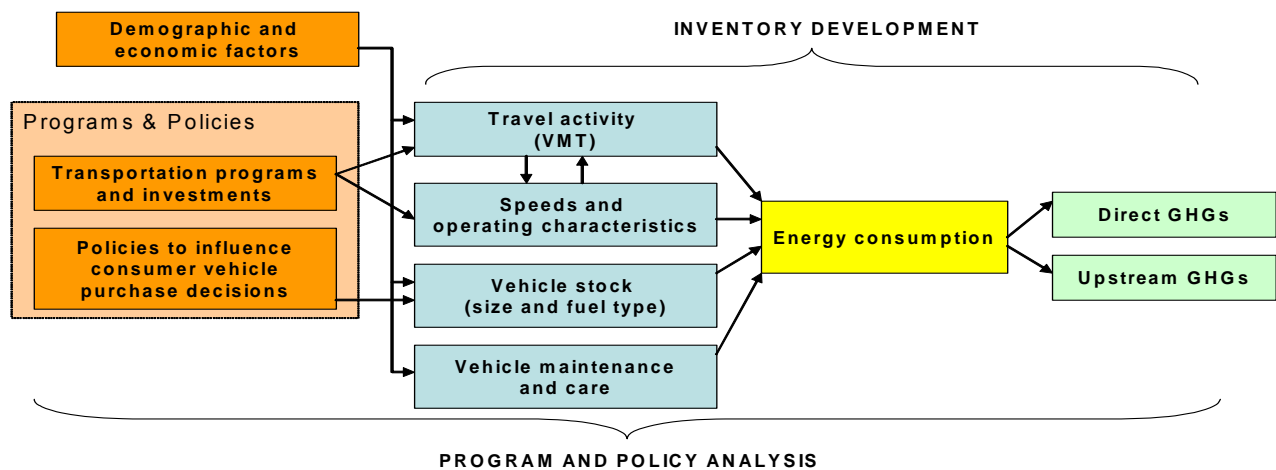 Demographic and
economic factors
INVENTORY DEVELOPMENT
Programs & Policies
Transportation programs
and investments
Policies to influence
consumer vehicle
purchase decisions
Travel activity
(VMT)
Speeds and
operating characteristics
Vehicle stock
(size and fuel type)
Vehicle maintenance
and care
Energy consumption
Direct GHGs
Upstream GHGs
PROGRAM AND POLICY ANALYSIS